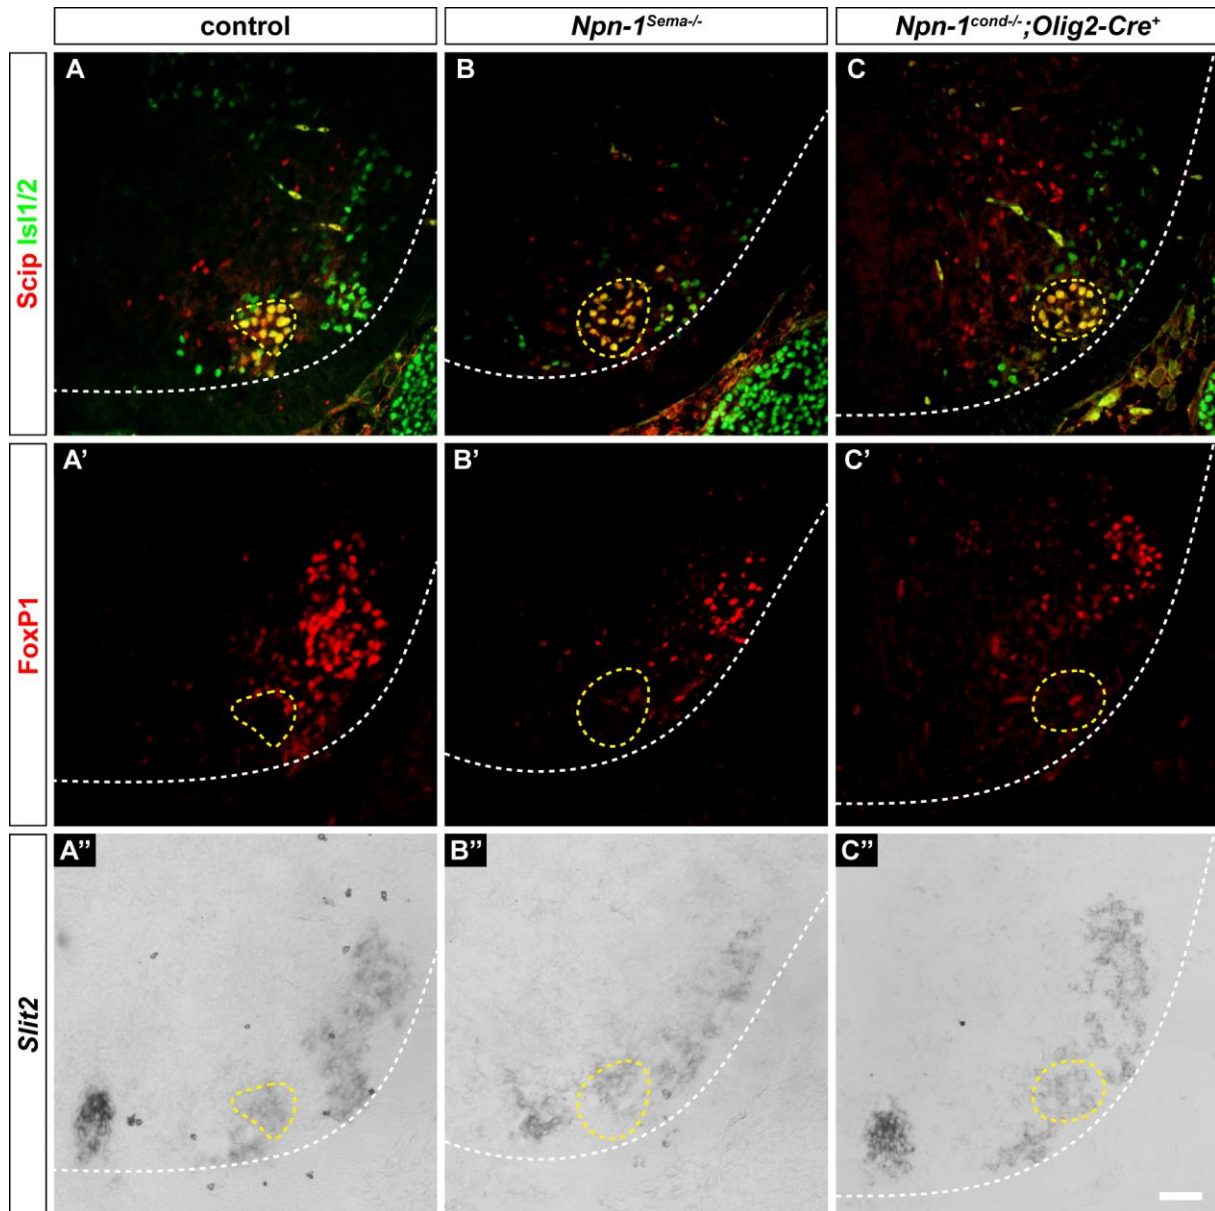 control
Npn-1Sema-/-
Npn-1cond-/-;Olig2-Cre+
Scip Isl1/2
A
B
C
FoxP1
A'
B'
C'
Slit2
A''
B''
C''